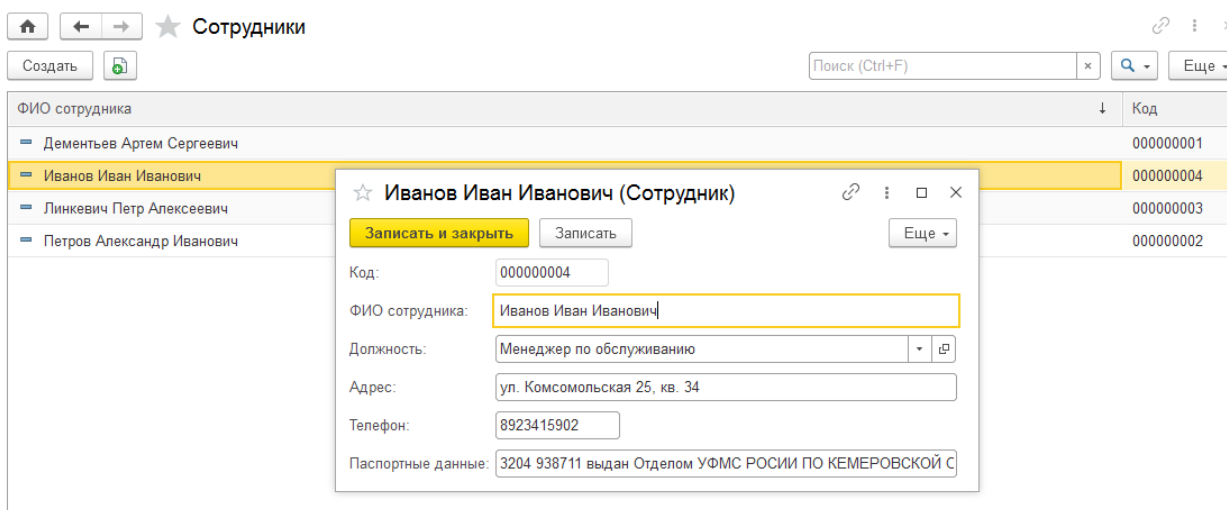 Сотрудники
Создать
Поиск (Ctrl+F)
Еще
ФИО сотрудника Код
Дементьев Артем Сергеевич 000000001
Иванов Иван Иванович 000000004
Линкевич Петр Алексеевич 000000003
Петров Александр Иванович 000000002
Иванов Иван Иванович (Сотрудник)
Записать и закрыть Записать Еще
Код: 000000004
ФИО сотрудника: Иванов Иван Иванович
Должность: Менеджер по обслуживанию
Адрес: ул. Комсомольская 25, кв. 34
Телефон: 8923415902
Паспортные данные: 3204 938711 выдан Отделом УФМС РОСИИ ПО КЕМЕРОВСКОЙ О